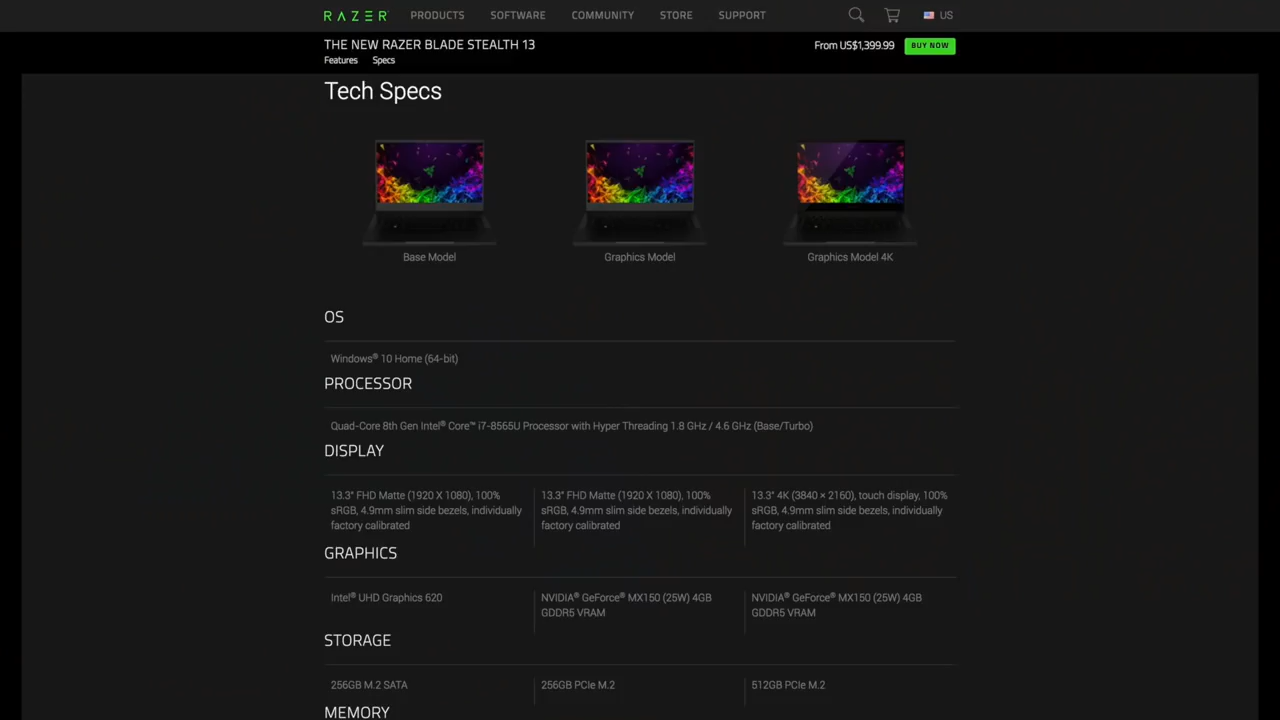 RAZER PRODUCTS SOFTWARE COMMUNITY STORE SUPPORT US
THE NEW RAZER BLADE STEALTH 13 From US$1,399.99 BUY NOW
Features Specs
Tech Specs
Base Model Graphics Model Graphics Model 4K
OS
Windows® 10 Home (64-bit)
PROCESSOR
Quad-Core 8th Gen Intel® Core™ i7-8565U Processor with Hyper Threading 1.8 GHz / 4.6 GHz (Base/Turbo)
DISPLAY
13.3" FHD Matte (1920 X 1080), 100%
sRGB, 4.9mm slim side bezels, individually
factory calibrated
13.3" FHD Matte (1920 X 1080), 100%
sRGB, 4.9mm slim side bezels, individually
factory calibrated
13.3" 4K (3840 × 2160), touch display, 100%
sRGB, 4.9mm slim side bezels, individually
factory calibrated
GRAPHICS
Intel® UHD Graphics 620
NVIDIA® GeForce® MX150 (25W) 4GB
GDDR5 VRAM
NVIDIA® GeForce® MX150 (25W) 4GB
GDDR5 VRAM
STORAGE
256GB M.2 SATA
256GB PCIe M.2
512GB PCIe M.2
MEMORY